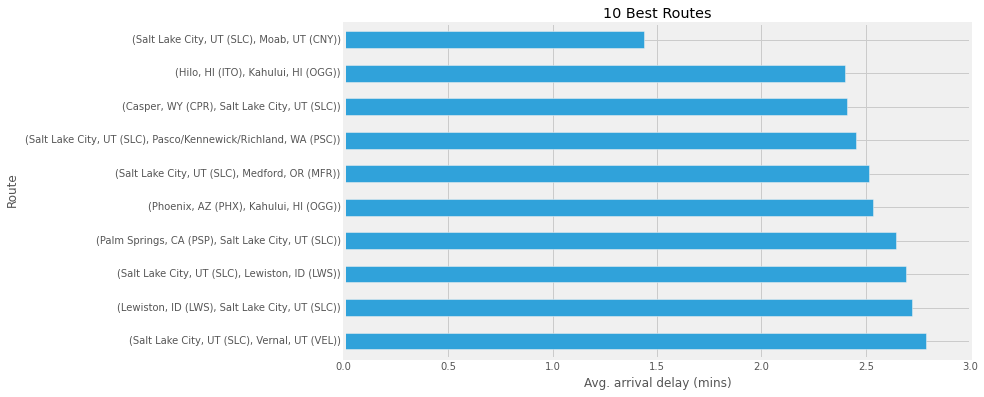 10 Best Routes
(Salt Lake City, UT (SLC), Moab, UT (CNY))
(Hilo, HI (ITO), Kahului, HI (OGG))
(Casper, WY (CPR), Salt Lake City, UT (SLC))
(Salt Lake City, UT (SLC), Pasco/Kennewick/Richland, WA (PSC))
(Salt Lake City, UT (SLC), Medford, OR (MFR))
(Phoenix, AZ (PHX), Kahului, HI (OGG))
(Palm Springs, CA (PSP), Salt Lake City, UT (SLC))
(Salt Lake City, UT (SLC), Lewiston, ID (LWS))
(Lewiston, ID (LWS), Salt Lake City, UT (SLC))
(Salt Lake City, UT (SLC), Vernal, UT (VEL))
Route
0.0 0.5 1.0 1.5 2.0 2.5 3.0
Avg. arrival delay (mins)